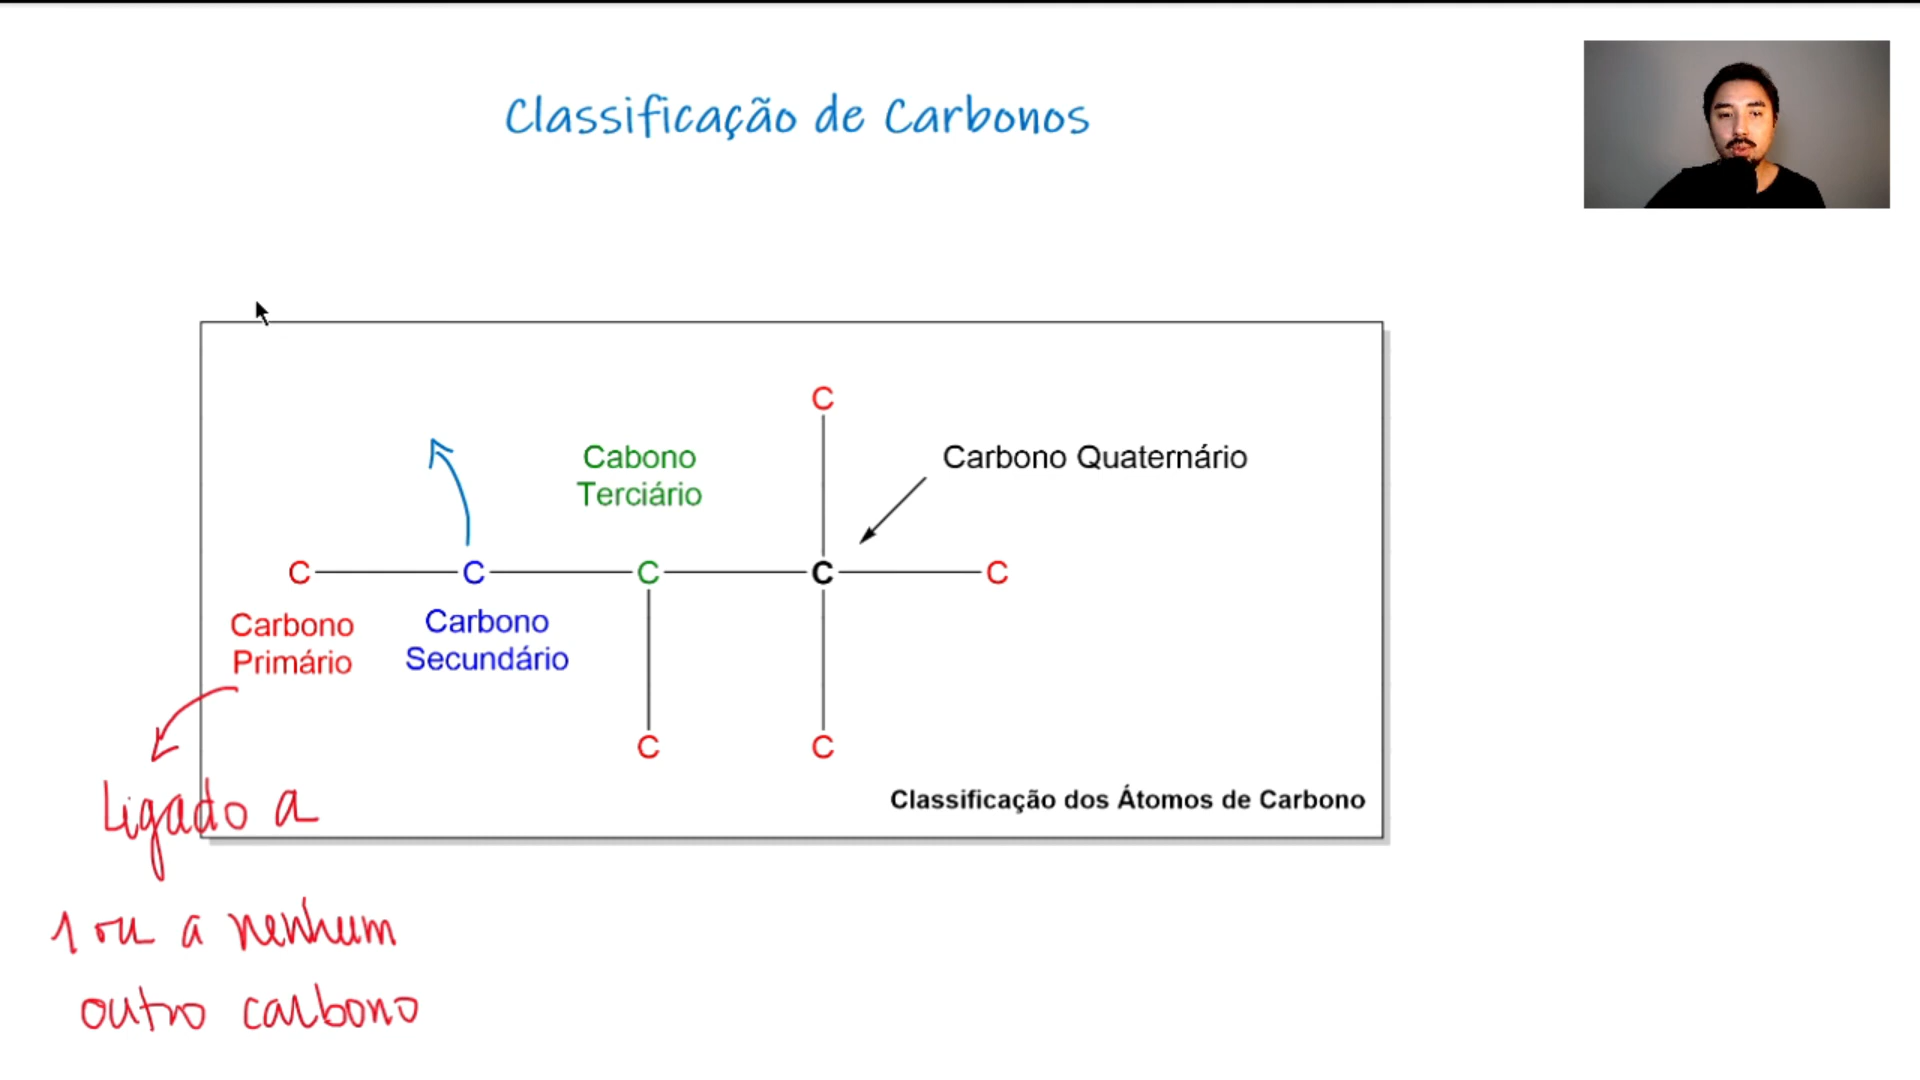 Classificação de Carbonos
C
Cabono
Terciário
Carbono Quaternário
C C C C C
Carbono
Primário
Carbono
Secundário
C C
Classificação dos Átomos de Carbono
Ligado a
1 ou a nenhum
outro carbono